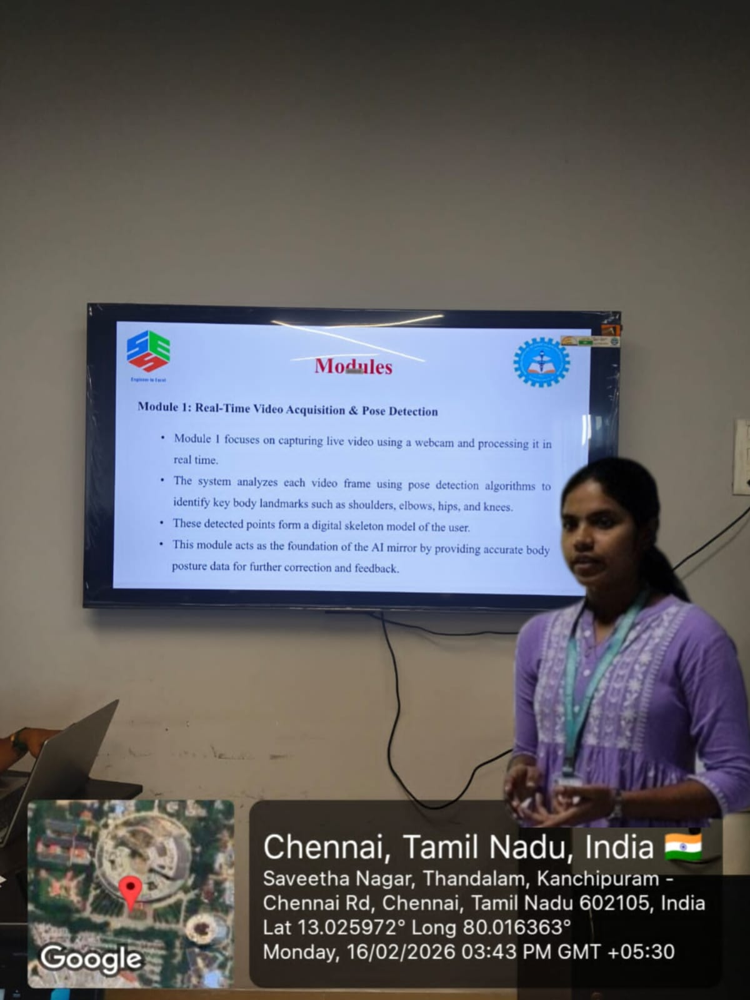 SES
Engineer to Excel
Modules
Module 1: Real-Time Video Acquisition & Pose Detection
• Module 1 focuses on capturing live video using a webcam and processing it in
real time.
• The system analyzes each video frame using pose detection algorithms to
identify key body landmarks such as shoulders, elbows, hips, and knees.
• These detected points form a digital skeleton model of the user.
• This module acts as the foundation of the AI mirror by providing accurate body
posture data for further correction and feedback.
Google
Chennai, Tamil Nadu, India
Saveetha Nagar, Thandalam, Kanchipuram -
Chennai Rd, Chennai, Tamil Nadu 602105, India
Lat 13.025972° Long 80.016363°
Monday, 16/02/2026 03:43 PM GMT +05:30